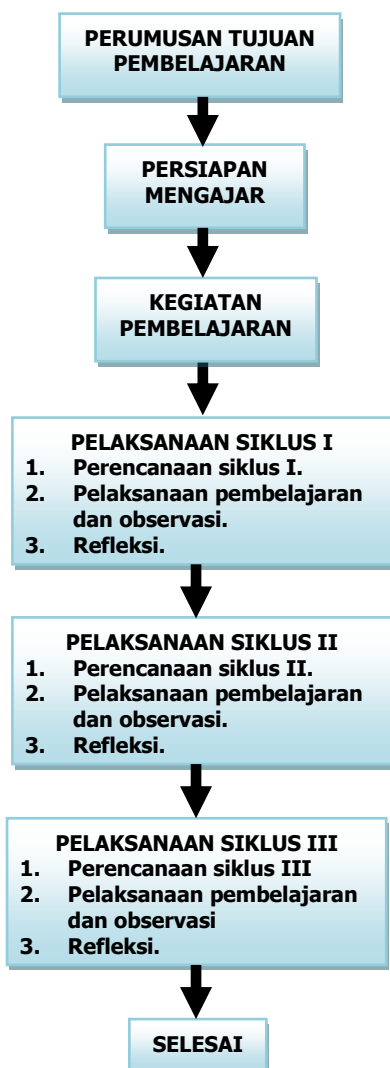 PERUMUSAN TUJUAN
PEMBELAJARAN
PERSIAPAN
MENGAJAR
KEGIATAN
PEMBELAJARAN
PELAKSANAAN SIKLUS I
1. Perencanaan siklus I.
2. Pelaksanaan pembelajaran
dan observasi.
3. Refleksi.
PELAKSANAAN SIKLUS II
1. Perencanaan siklus II.
2. Pelaksanaan pembelajaran
dan observasi.
3. Refleksi.
PELAKSANAAN SIKLUS III
1. Perencanaan siklus III
2. Pelaksanaan pembelajaran
dan observasi
3. Refleksi.
SELESAI